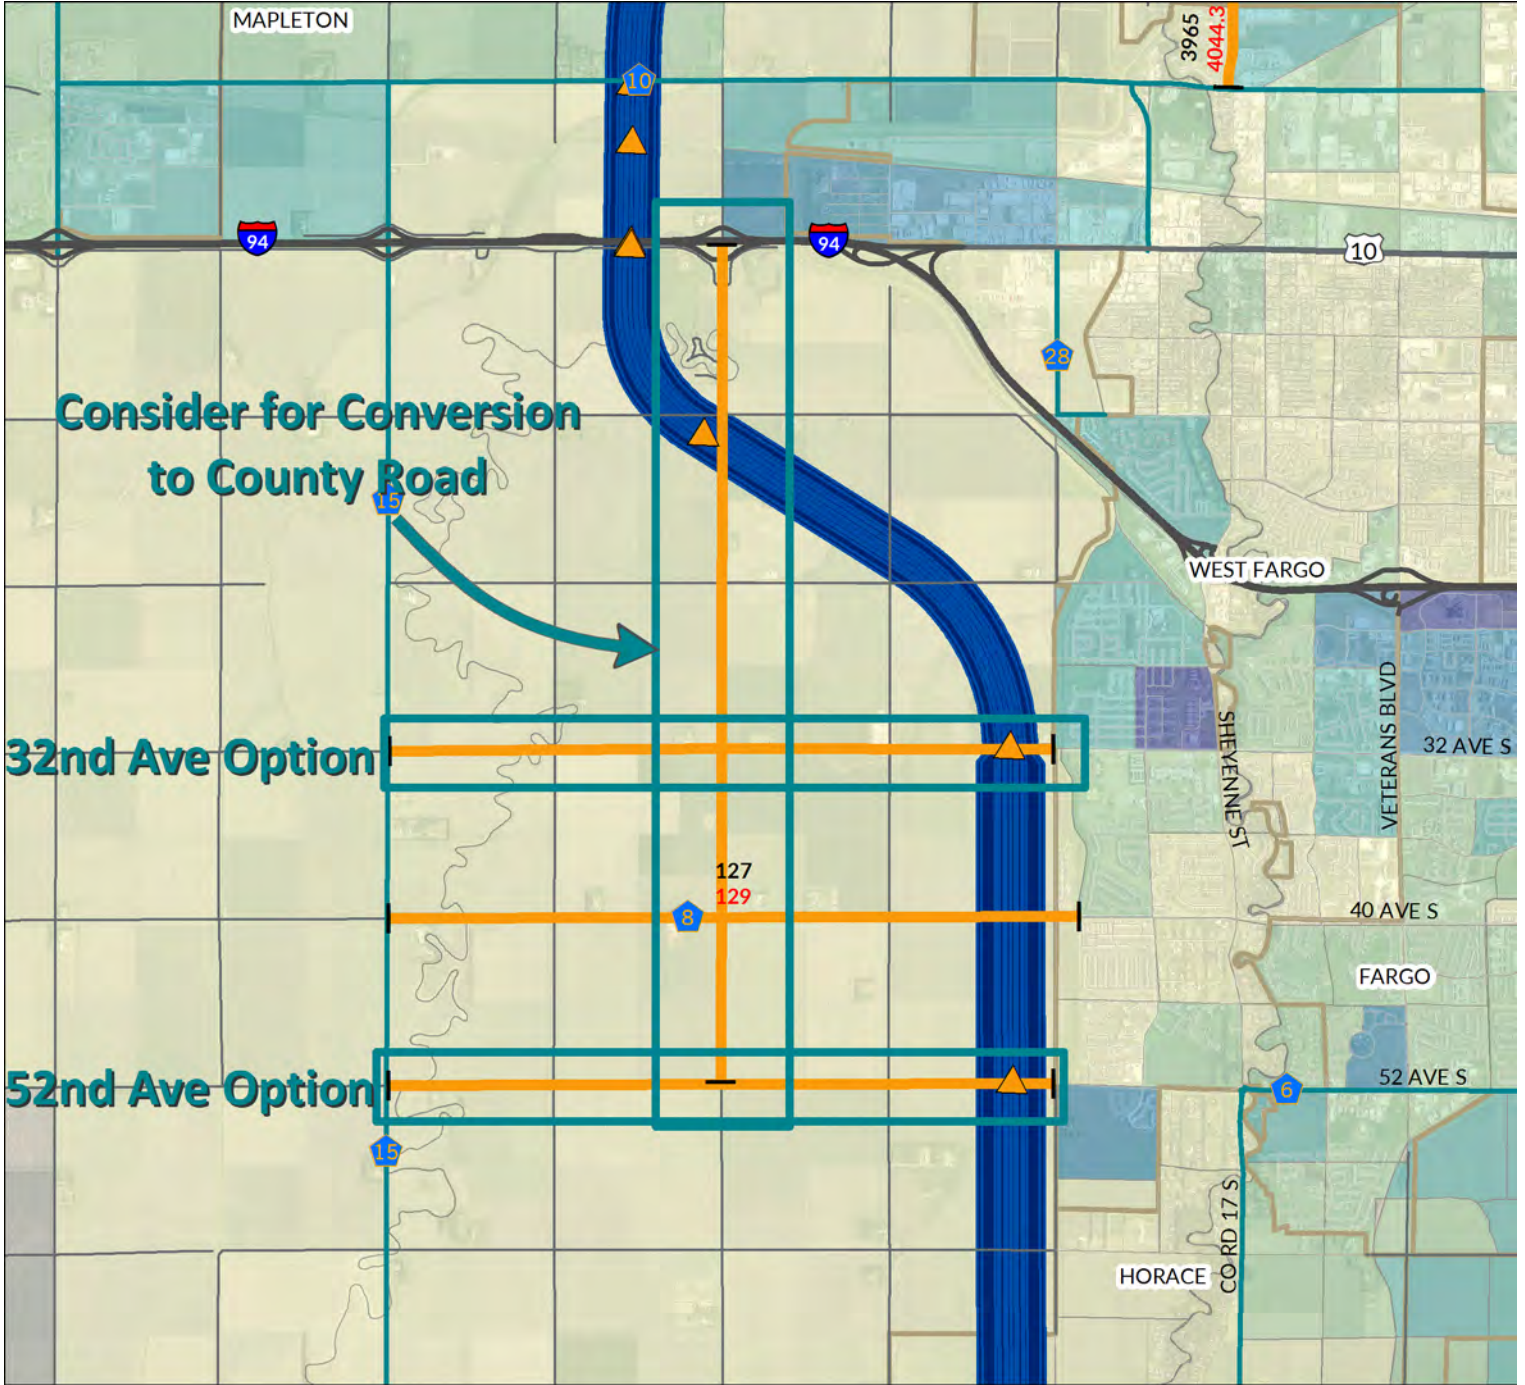 MAPLETON
3965
4044.3
10
94
94
10
28
Consider for Conversion
to County Road
15
WEST FARGO
SHEYENNE ST
VETERANS BLVD
32nd Ave Option
32 AVE S
127
129
8
40 AVE S
FARGO
52nd Ave Option
52 AVE S
6
15
CO RD 17 S
HORACE